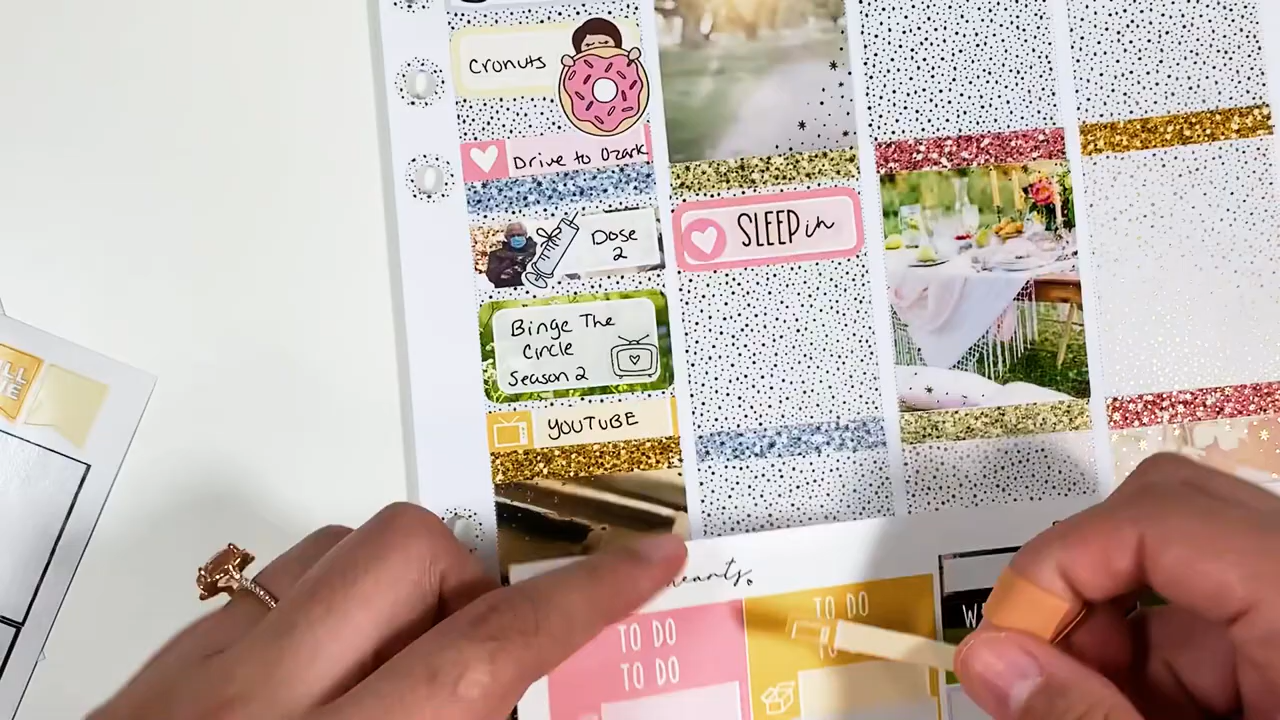 Cronuts
Drive to Ozark
Dose
2
SLEEP in
Binge The
Circle
Season 2
YOUTUBE
hearts.
TO DO
TO DO
TO DO